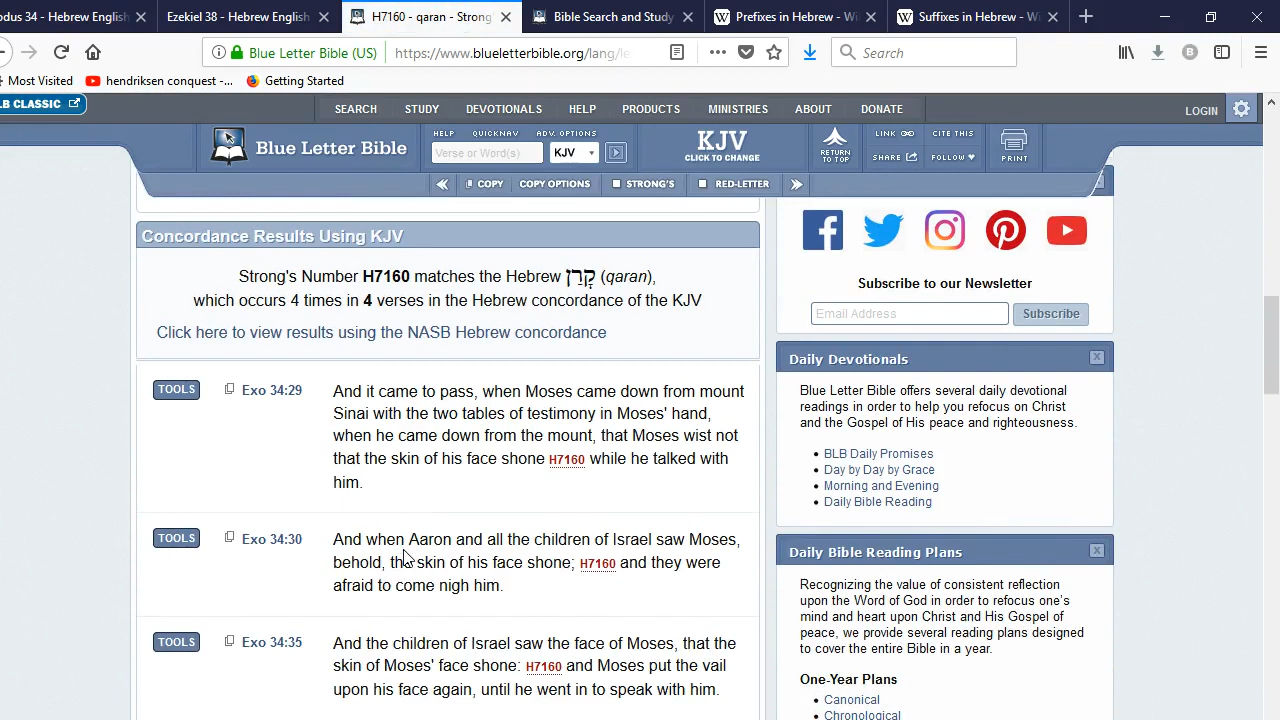 odus 34 - Hebrew English
Ezekiel 38 - Hebrew English
H7160 - qaran - Strong'
Bible Search and Study
Prefixes in Hebrew - Wi
Suffixes in Hebrew - Wi
Blue Letter Bible (US)
https://www.blueletterbible.org/lang/le
Search
Most Visited
hendriksen conquest -...
Getting Started
LB CLASSIC
SEARCH
STUDY
DEVOTIONALS
HELP
PRODUCTS
MINISTRIES
ABOUT
DONATE
LOGIN
Blue Letter Bible
HELP QUICKNAV ADV. OPTIONS
Verse or Word(s)
KJV
KJV
CLICK TO CHANGE
RETURN
TO TOP
LINK
CITE THIS
SHARE
FOLLOW
PRINT
COPY
COPY OPTIONS
STRONG'S
RED-LETTER
Concordance Results Using KJV
Strong's Number H7160 matches the Hebrew קָרַן (qaran),
which occurs 4 times in 4 verses in the Hebrew concordance of the KJV
Click here to view results using the NASB Hebrew concordance
TOOLS
Exo 34:29
And it came to pass, when Moses came down from mount
Sinai with the two tables of testimony in Moses' hand,
when he came down from the mount, that Moses wist not
that the skin of his face shone H7160 while he talked with
him.
TOOLS
Exo 34:30
And when Aaron and all the children of Israel saw Moses,
behold, the skin of his face shone; H7160 and they were
afraid to come nigh him.
TOOLS
Exo 34:35
And the children of Israel saw the face of Moses, that the
skin of Moses' face shone: H7160 and Moses put the vail
upon his face again, until he went in to speak with him.
Subscribe to our Newsletter
Email Address
Subscribe
Daily Devotionals
Blue Letter Bible offers several daily devotional
readings in order to help you refocus on Christ
and the Gospel of His peace and righteousness.
BLB Daily Promises
Day by Day by Grace
Morning and Evening
Daily Bible Reading
Daily Bible Reading Plans
Recognizing the value of consistent reflection
upon the Word of God in order to refocus one's
mind and heart upon Christ and His Gospel of
peace, we provide several reading plans designed
to cover the entire Bible in a year.
One-Year Plans
Canonical
Chronological